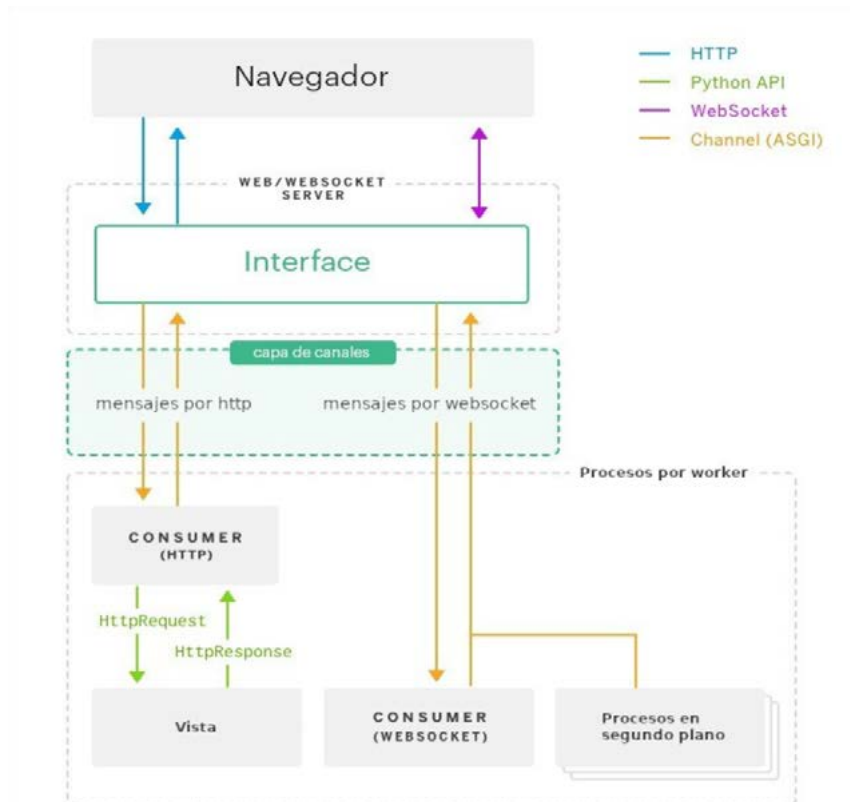 Navegador
HTTP
Python API
WebSocket
Channel (ASGI)
WEB/WEBSOCKET
SERVER
Interface
capa de canales
mensajes por http
mensajes por websocket
Procesos por worker
CONSUMER
(HTTP)
HttpRequest
HttpResponse
Vista
CONSUMER
(WEBSOCKET)
Procesos en
segundo plano